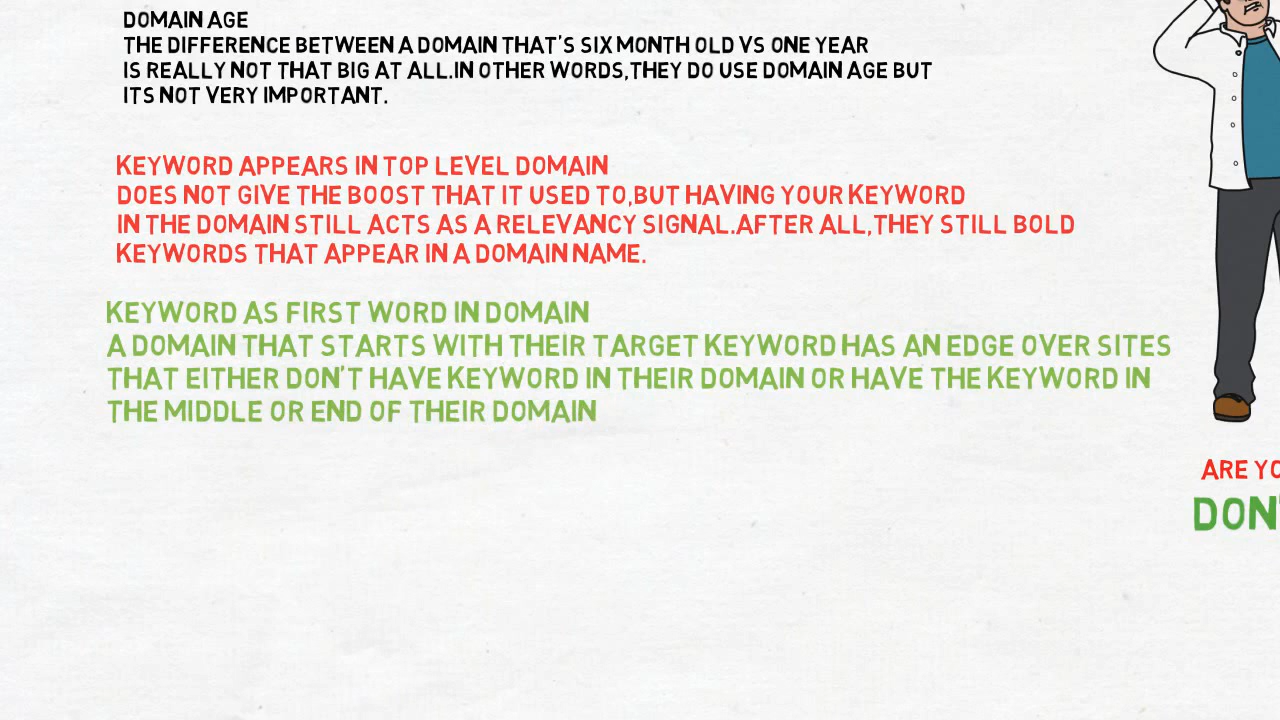 DOMAIN AGE
THE DIFFERENCE BETWEEN A DOMAIN THAT'S SIX MONTH OLD VS ONE YEAR
IS REALLY NOT THAT BIG AT ALL.IN OTHER WORDS,THEY DO USE DOMAIN AGE BUT
ITS NOT VERY IMPORTANT.
KEYWORD APPEARS IN TOP LEVEL DOMAIN
DOES NOT GIVE THE BOOST THAT IT USED TO,BUT HAVING YOUR KEYWORD
IN THE DOMAIN STILL ACTS AS A RELEVANCY SIGNAL.AFTER ALL,THEY STILL BOLD
KEYWORDS THAT APPEAR IN A DOMAIN NAME.
KEYWORD AS FIRST WORD IN DOMAIN
A DOMAIN THAT STARTS WITH THEIR TARGET KEYWORD HAS AN EDGE OVER SITES
THAT EITHER DON'T HAVE KEYWORD IN THEIR DOMAIN OR HAVE THE KEYWORD IN
THE MIDDLE OR END OF THEIR DOMAIN
ARE